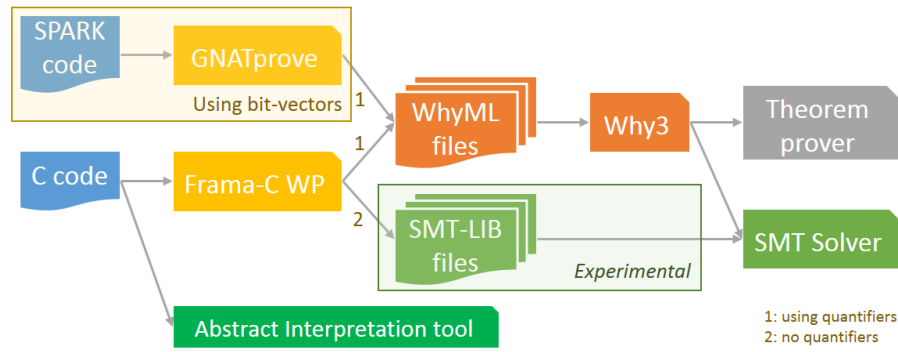 SPARK
code
GNATprove
Using bit-vectors
1
WhyML
files
Why3
Theorem
prover
C code
Frama-C WP
1
2
SMT-LIB
files
Experimental
SMT Solver
Abstract Interpretation tool
1: using quantifiers
2: no quantifiers